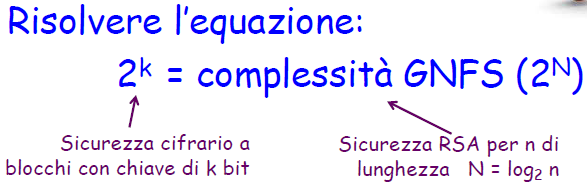 Risolvere l'equazione:
2ᵏ = complessità GNFS (2ᴺ)
Sicurezza cifrario a
blocchi con chiave di k bit
Sicurezza RSA per n di
lunghezza N = log₂ n